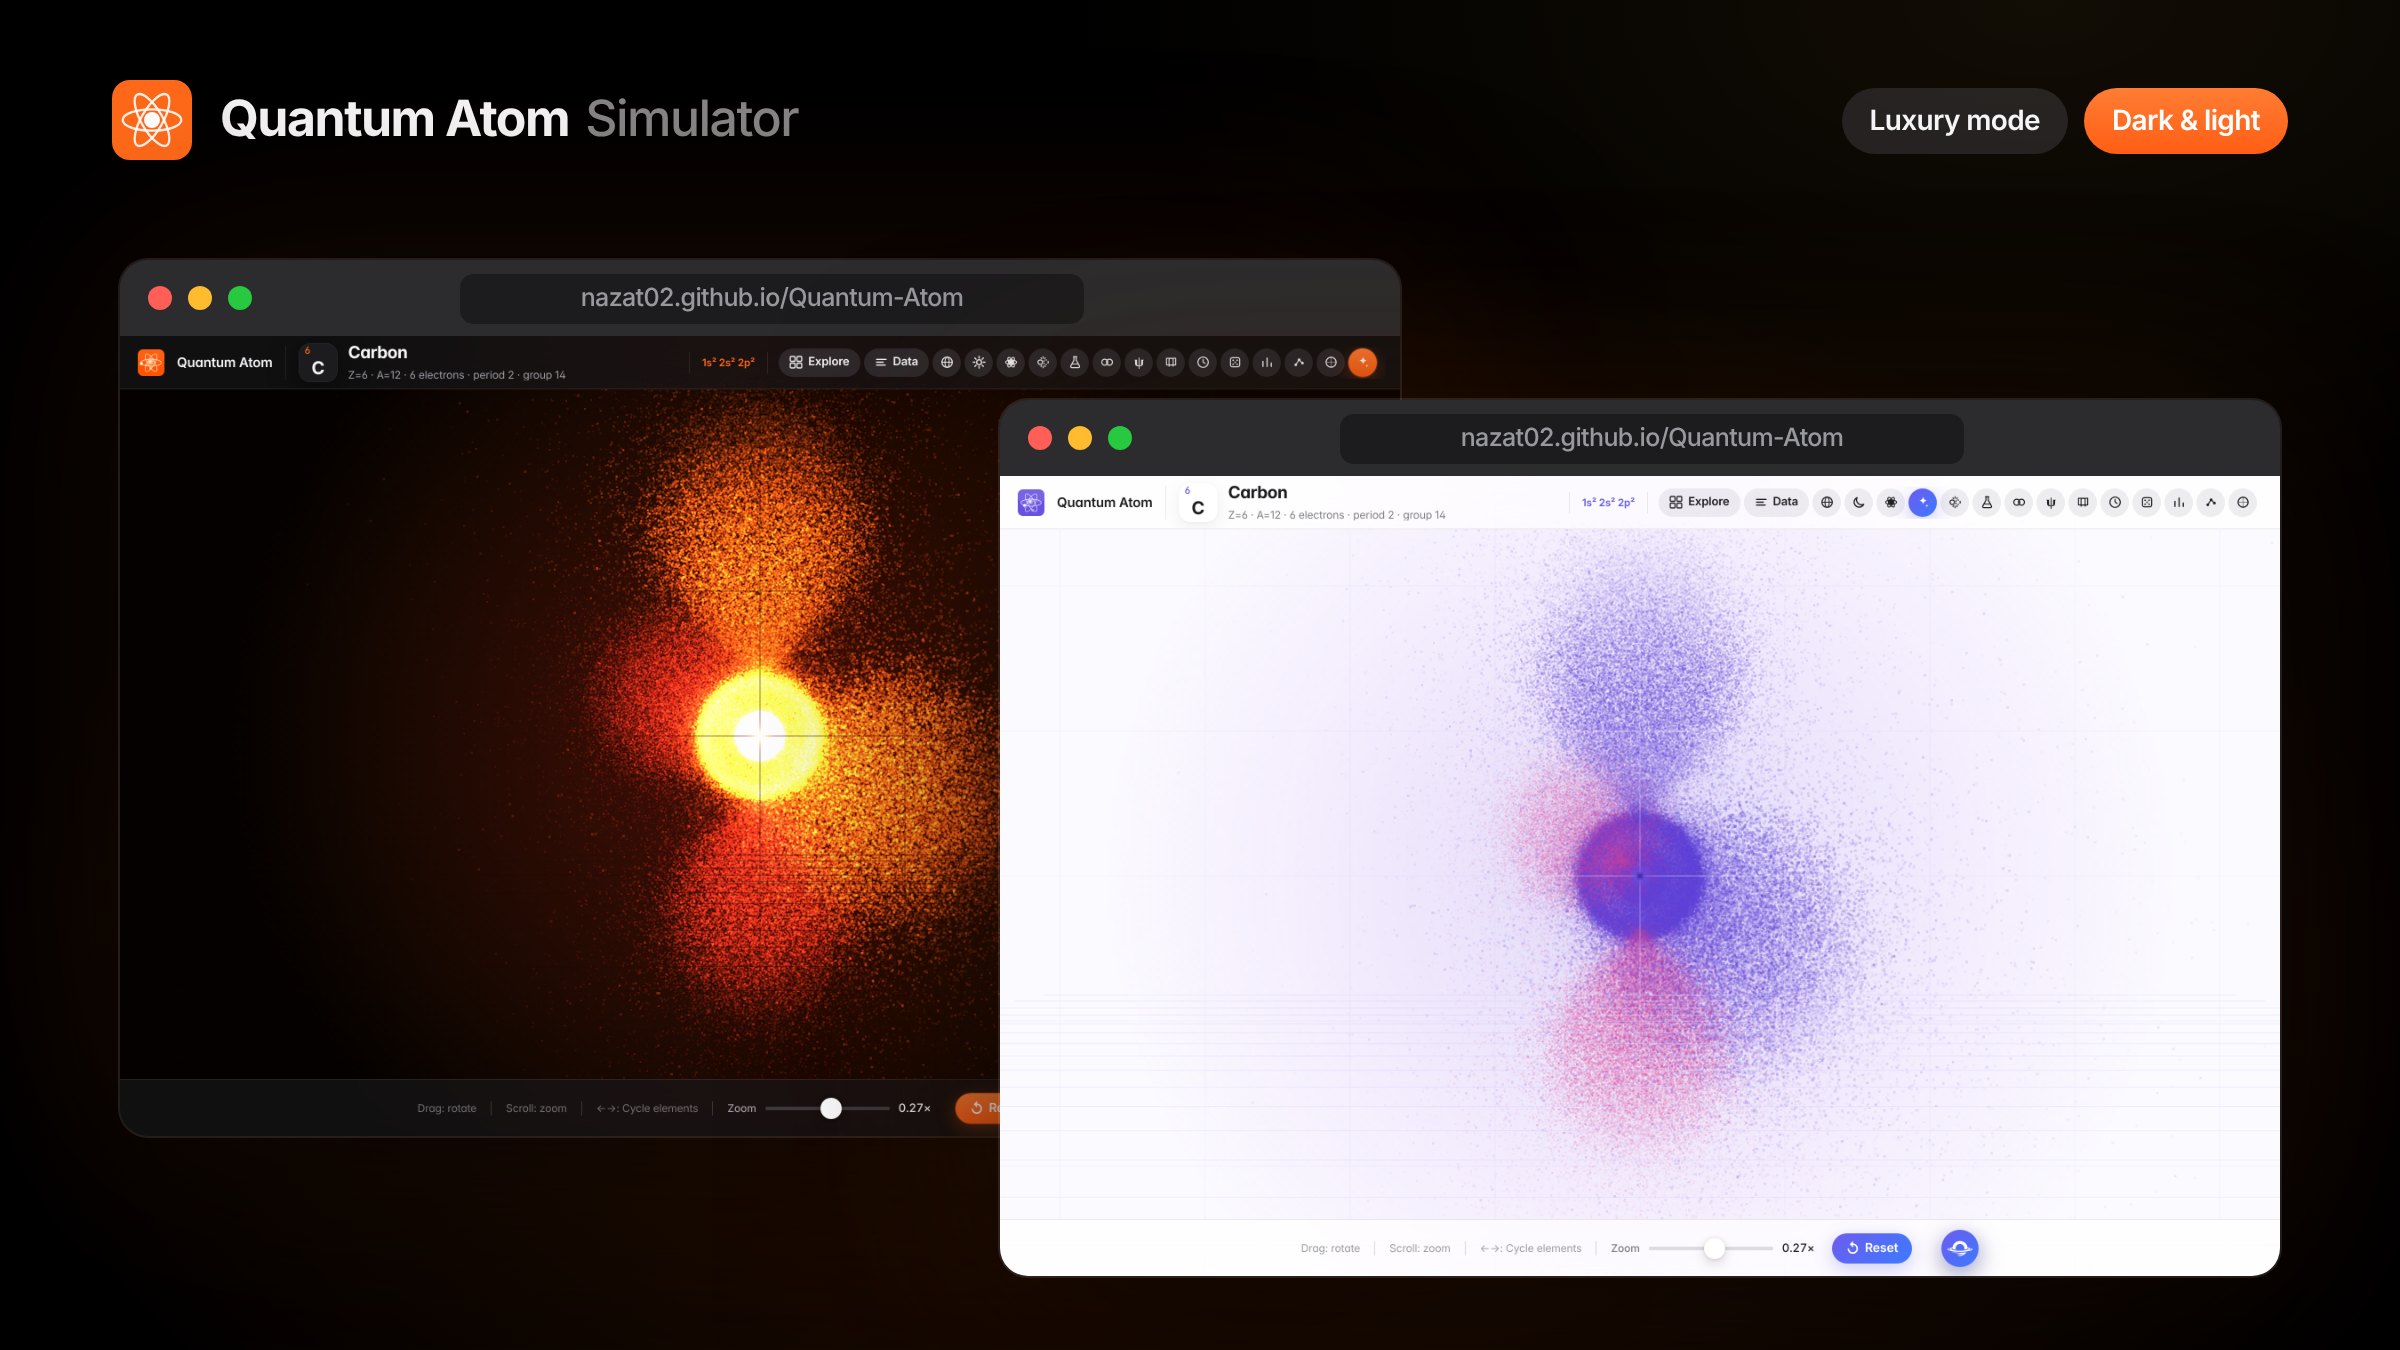 Quantum Atom Simulator
Luxury mode
Dark & light
nazat02.github.io/Quantum-Atom
Quantum Atom
6
C
Carbon
Z=6 · A=12 · 6 electrons · period 2 · group 14
1s² 2s² 2p²
Explore
Data
Drag: rotate
Scroll: zoom
←→: Cycle elements
Zoom
0.27×
nazat02.github.io/Quantum-Atom
Quantum Atom
6
C
Carbon
Z=6 · A=12 · 6 electrons · period 2 · group 14
1s² 2s² 2p²
Explore
Data
ψ
Drag: rotate
Scroll: zoom
←→: Cycle elements
Zoom
0.27×
Reset